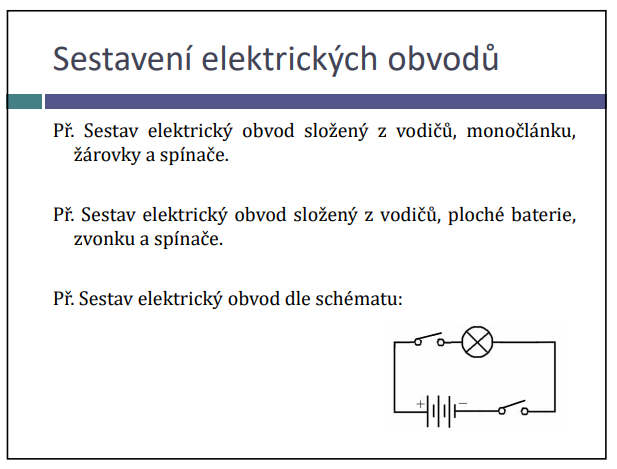 Sestavení elektrických obvodů
Př. Sestav elektrický obvod složený z vodičů, monočlánku,
žárovky a spínače.
Př. Sestav elektrický obvod složený z vodičů, ploché baterie,
zvonku a spínače.
Př. Sestav elektrický obvod dle schématu:
+ −